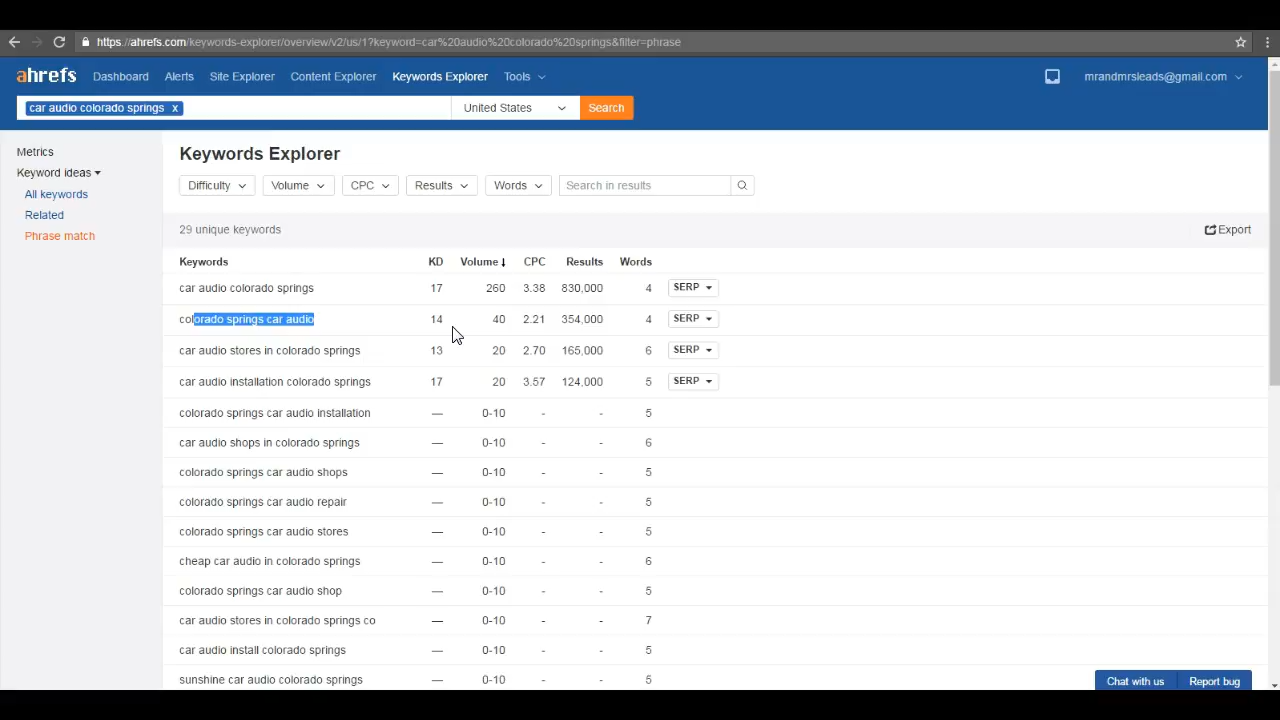 https://ahrefs.com/keywords-explorer/overview/v2/us/1?keyword=car%20audio%20colorado%20springs&filter=phrase
ahrefs Dashboard Alerts Site Explorer Content Explorer Keywords Explorer Tools mrandmrsleads@gmail.com
car audio colorado springs x United States Search
Metrics
Keyword ideas
All keywords
Related
Phrase match
Keywords Explorer
Difficulty Volume CPC Results Words Search in results
29 unique keywords Export
Keywords KD Volume CPC Results Words
car audio colorado springs 17 260 3.38 830,000 4 SERP
colorado springs car audio 14 40 2.21 354,000 4 SERP
car audio stores in colorado springs 13 20 2.70 165,000 6 SERP
car audio installation colorado springs 17 20 3.57 124,000 5 SERP
colorado springs car audio installation — 0-10 - - 5
car audio shops in colorado springs — 0-10 - - 6
colorado springs car audio shops — 0-10 - - 5
colorado springs car audio repair — 0-10 - - 5
colorado springs car audio stores — 0-10 - - 5
cheap car audio in colorado springs — 0-10 - - 6
colorado springs car audio shop — 0-10 - - 5
car audio stores in colorado springs co — 0-10 - - 7
car audio install colorado springs — 0-10 - - 5
sunshine car audio colorado springs — 0-10 - - 5
Chat with us Report bug